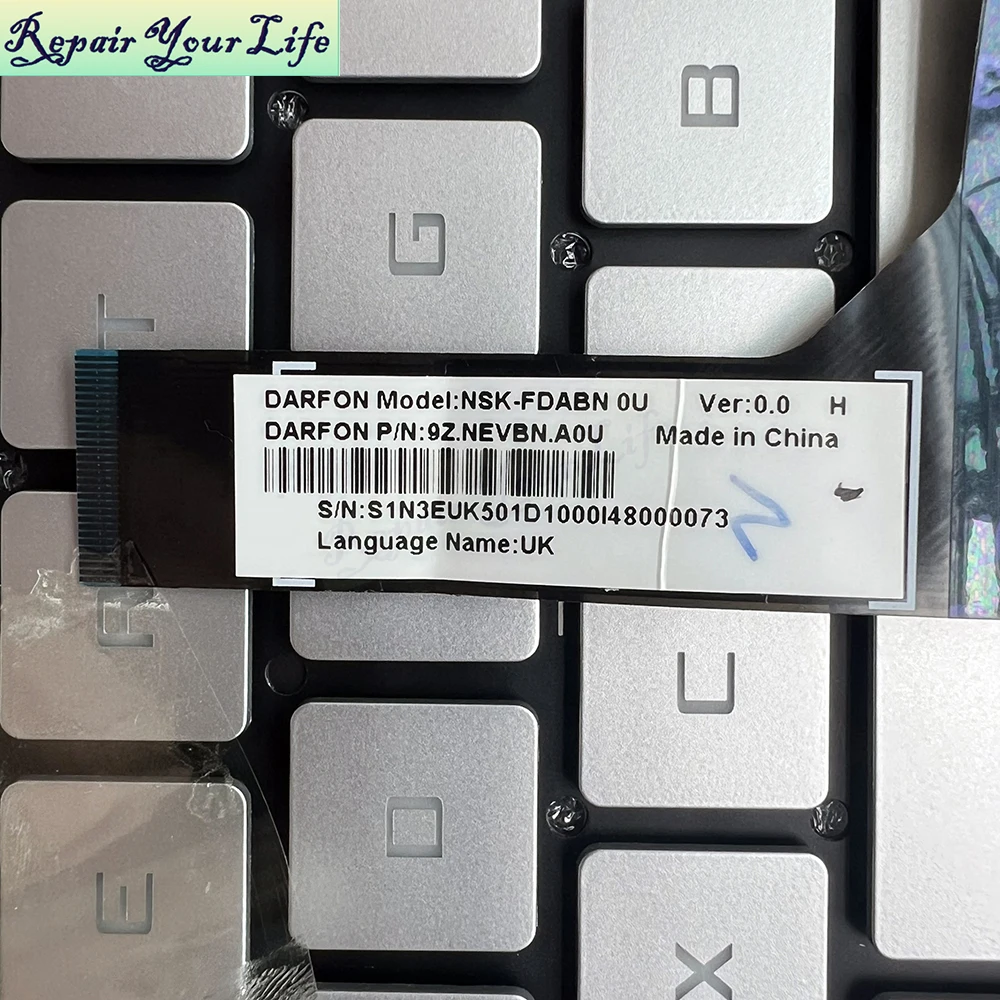 Repair Your Life
B
G
T
DARFON Model:NSK-FDABN 0U Ver:0.0 H
DARFON P/N:9Z.NEVBN.A0U Made in China
S/N:S1N3EUK501D1000I48000073
Language Name:UK
N
R
C
D
E
X